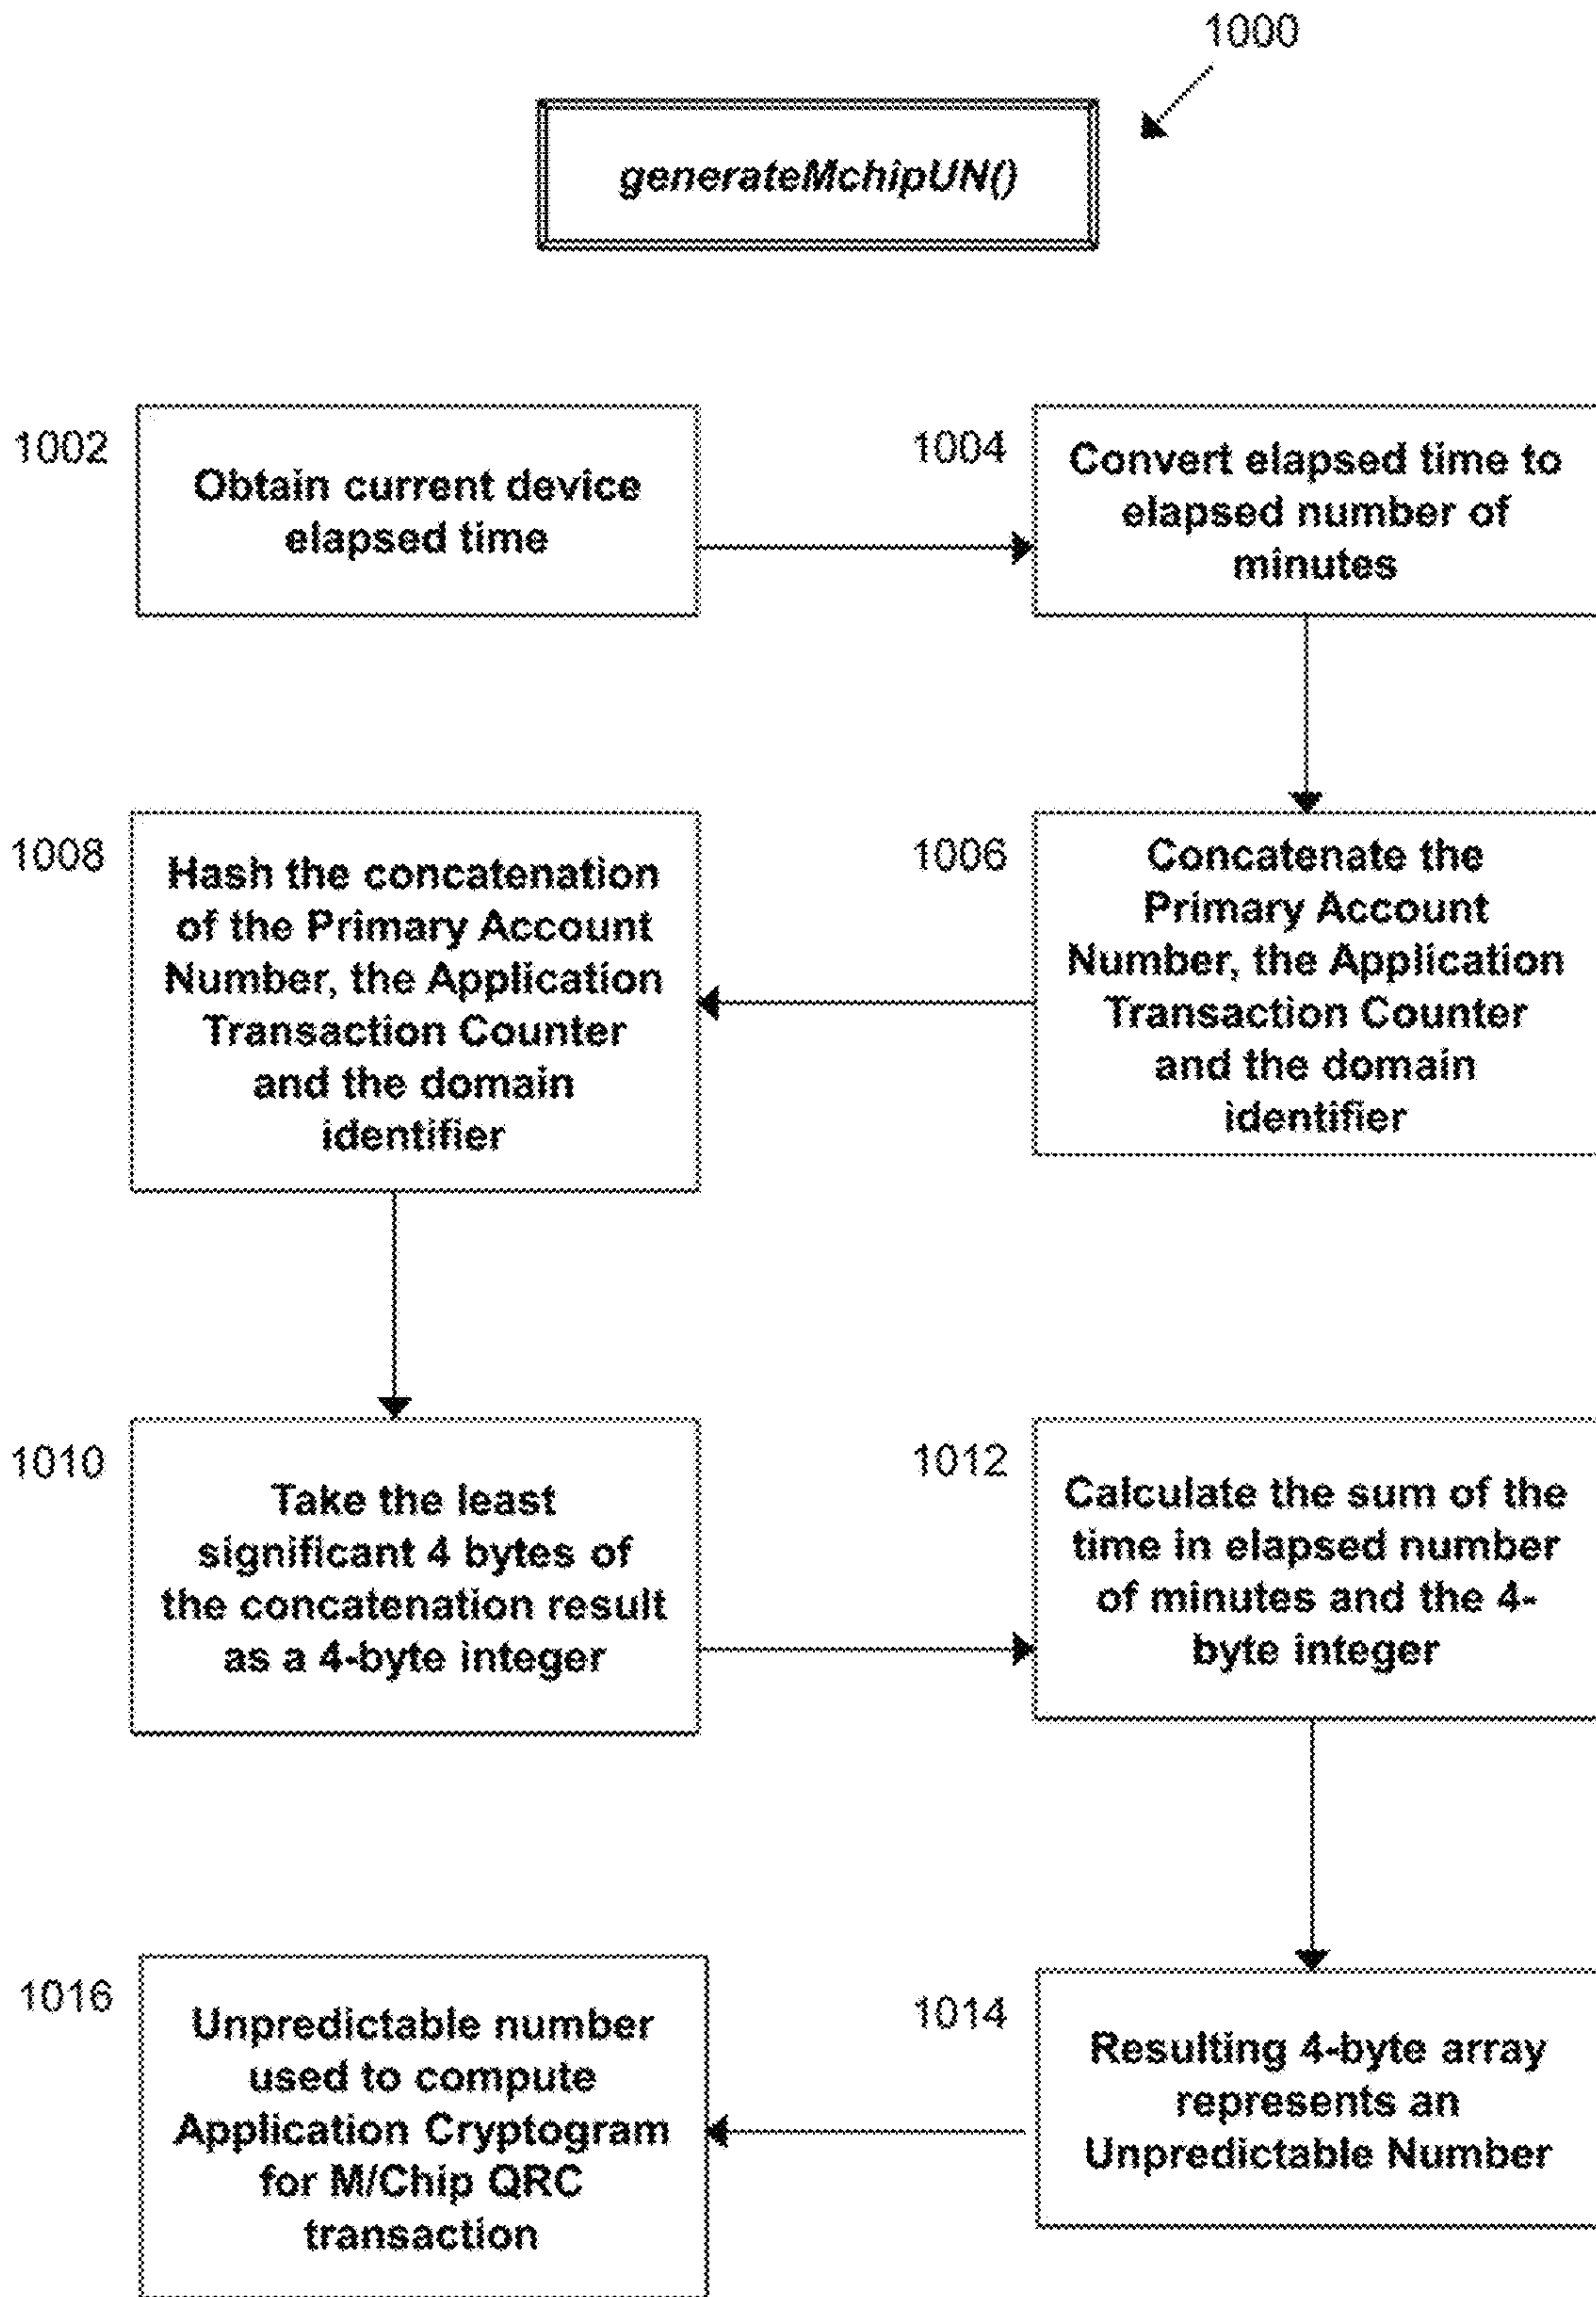 1000
generateMchipUN()
1002
Obtain current device
elapsed time
1004
Convert elapsed time to
elapsed number of
minutes
1006
Concatenate the
Primary Account
Number, the Application
Transaction Counter
and the domain
identifier
1008
Hash the concatenation
of the Primary Account
Number, the Application
Transaction Counter
and the domain
identifier
1010
Take the least
significant 4 bytes of
the concatenation result
as a 4-byte integer
1012
Calculate the sum of the
time in elapsed number
of minutes and the 4-
byte integer
1014
Resulting 4-byte array
represents an
Unpredictable Number
1016
Unpredictable number
used to compute
Application Cryptogram
for M/Chip QRC
transaction